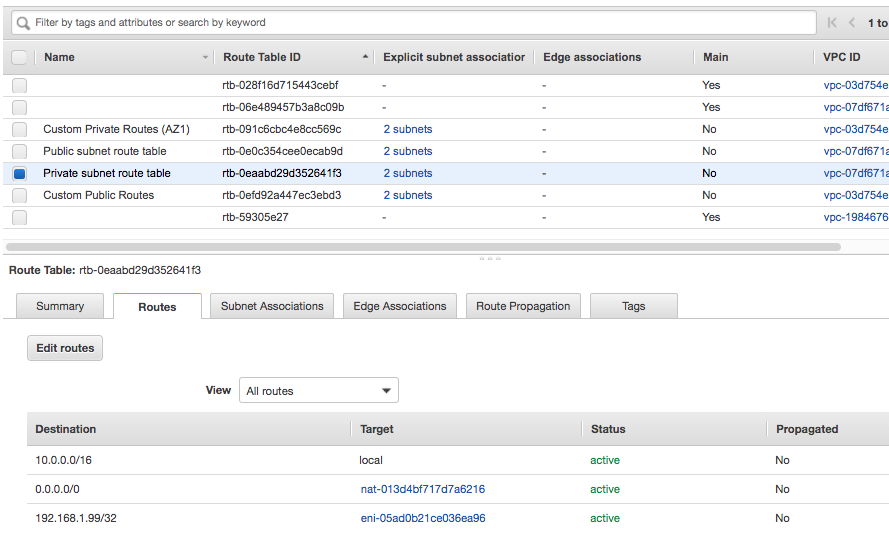 Filter by tags and attributes or search by keyword 1 to
Name Route Table ID Explicit subnet association Edge associations Main VPC ID
rtb-028f16d715443cebf - - Yes vpc-03d754e
rtb-06e489457b3a8c09b - - Yes vpc-07df671a
Custom Private Routes (AZ1) rtb-091c6cbc4e8cc569c 2 subnets - No vpc-03d754e
Public subnet route table rtb-0e0c354cee0ecab9d 2 subnets - No vpc-07df671a
Private subnet route table rtb-0eaabd29d352641f3 2 subnets - No vpc-07df671a
Custom Public Routes rtb-0efd92a447ec3ebd3 2 subnets - No vpc-03d754e
rtb-59305e27 - - Yes vpc-1984676
Route Table: rtb-0eaabd29d352641f3
Summary Routes Subnet Associations Edge Associations Route Propagation Tags
Edit routes
View All routes
Destination Target Status Propagated
10.0.0.0/16 local active No
0.0.0.0/0 nat-013d4bf717d7a6216 active No
192.168.1.99/32 eni-05ad0b21ce036ea96 active No